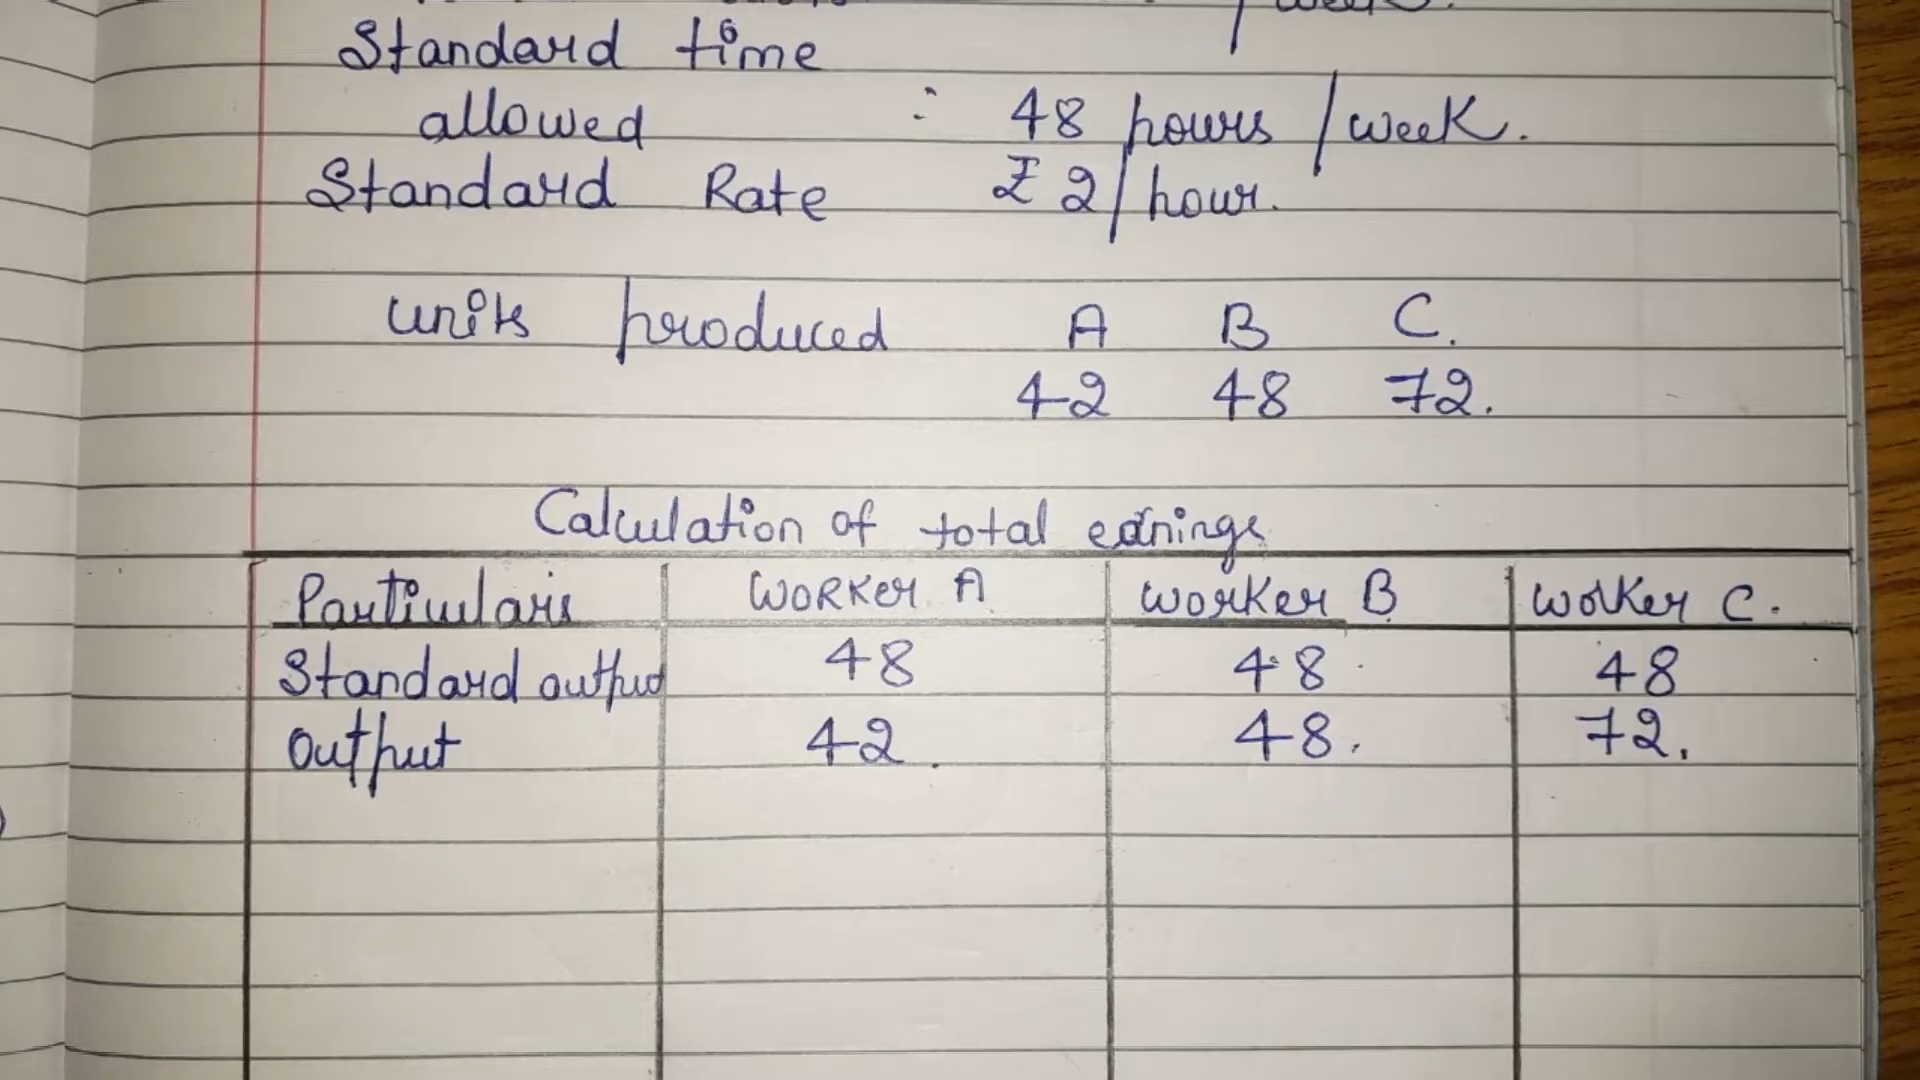 Standard time
allowed : 48 hours / week.
Standard Rate ₹ 2/hour.
units produced A B C.
42 48 72.
Calculation of total earnings
Particulars WORKER A Worker B Worker C.
Standard output 48 48 48
Output 42 48. 72.